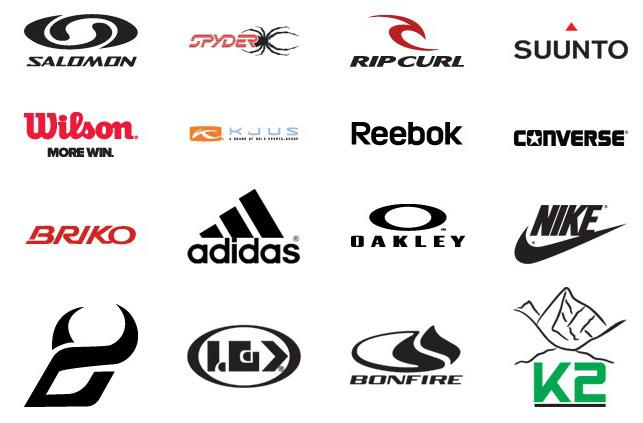 SALOMON
SPYDER
RIP CURL
SUUNTO
Wilson
MORE WIN.
KJUS
Reebok
CONVERSE
BRIKO
adidas
OAKLEY
NIKE
BONFIRE
K2